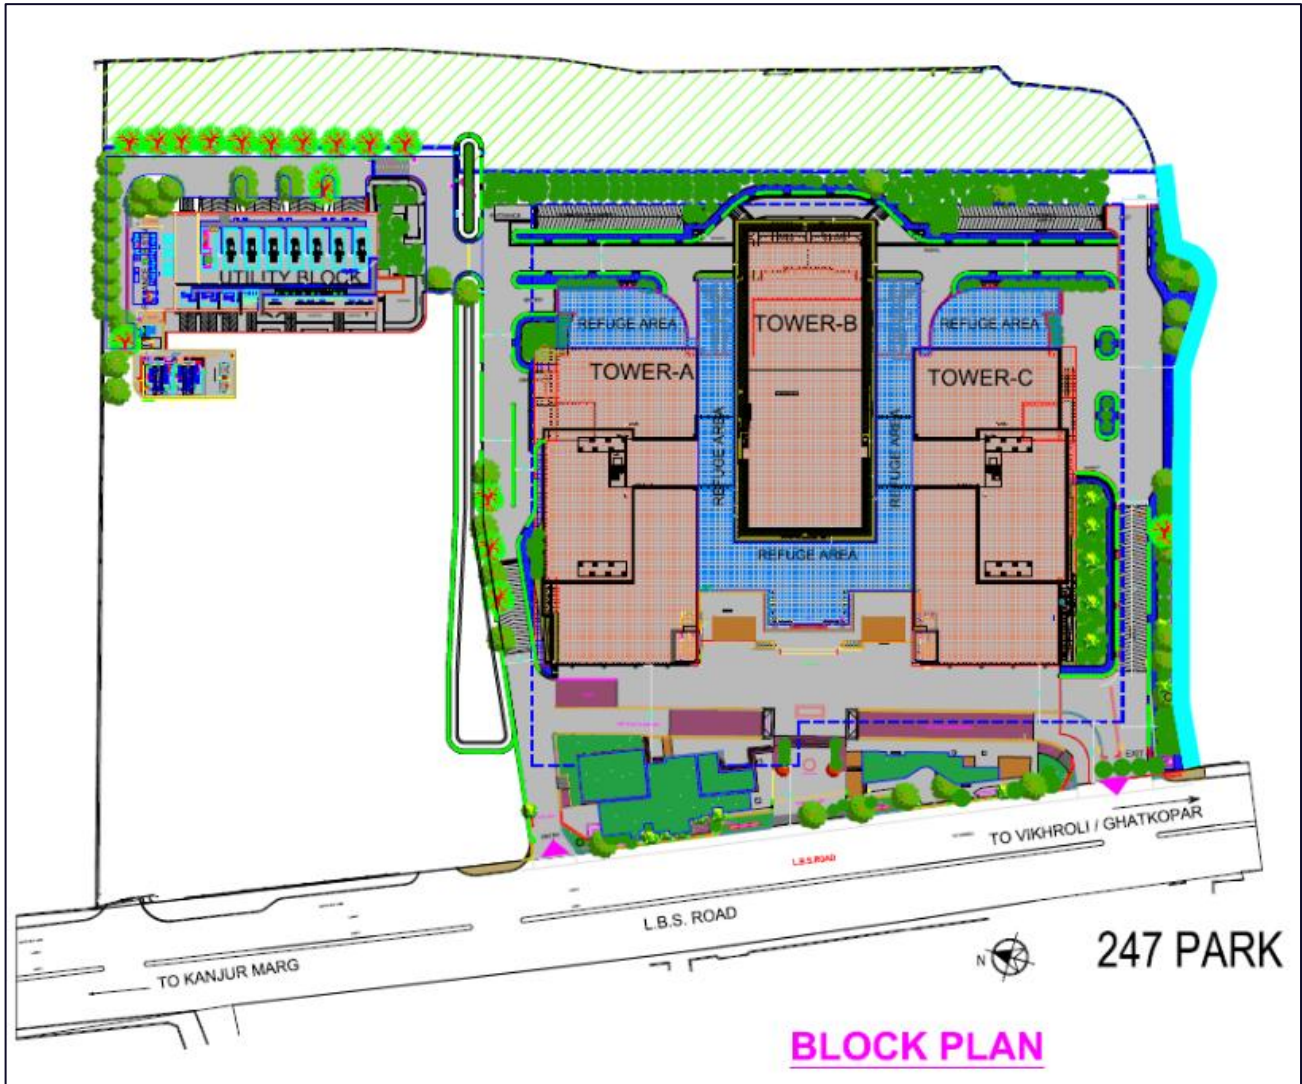 UTILITY BLOCK
REFUGE AREA
TOWER-B
REFUGE AREA
TOWER-A
TOWER-C
REFUGE AREA
REFUGE AREA
REFUGE AREA
EXIT
ENTRY
TO VIKHROLI / GHATKOPAR
L.B.S.ROAD
L.B.S. ROAD
TO KANJUR MARG
N
247 PARK
BLOCK PLAN